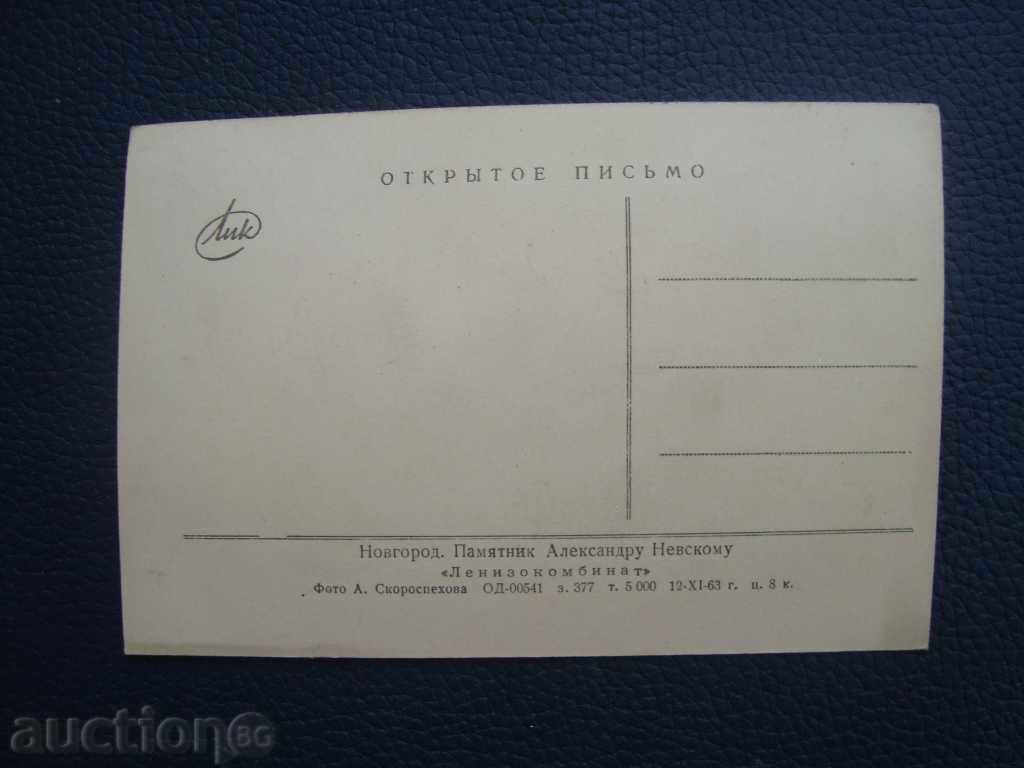 ОТКРЫТОЕ ПИСЬМО
Лик
Новгород. Памятник Александру Невскому
«Ленизокомбинат»
Фото А. Скороспехова ОД-00541 з. 377 т. 5 000 12-XI-63 г. ц. 8 к.
auction BG